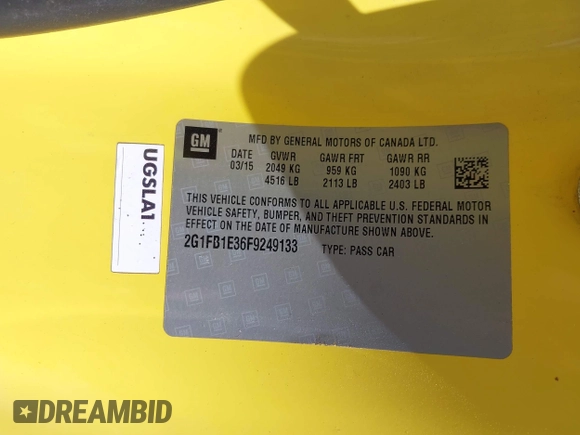 GM
MFD BY GENERAL MOTORS OF CANADA LTD.
DATE GVWR GAWR FRT GAWR RR
03/15 2049 KG 959 KG 1090 KG
4516 LB 2113 LB 2403 LB
THIS VEHICLE CONFORMS TO ALL APPLICABLE U.S. FEDERAL MOTOR
VEHICLE SAFETY, BUMPER, AND THEFT PREVENTION STANDARDS IN
EFFECT ON THE DATE OF MANUFACTURE SHOWN ABOVE.
2G1FB1E36F9249133 TYPE: PASS CAR
UGSLA1
DREAMBID